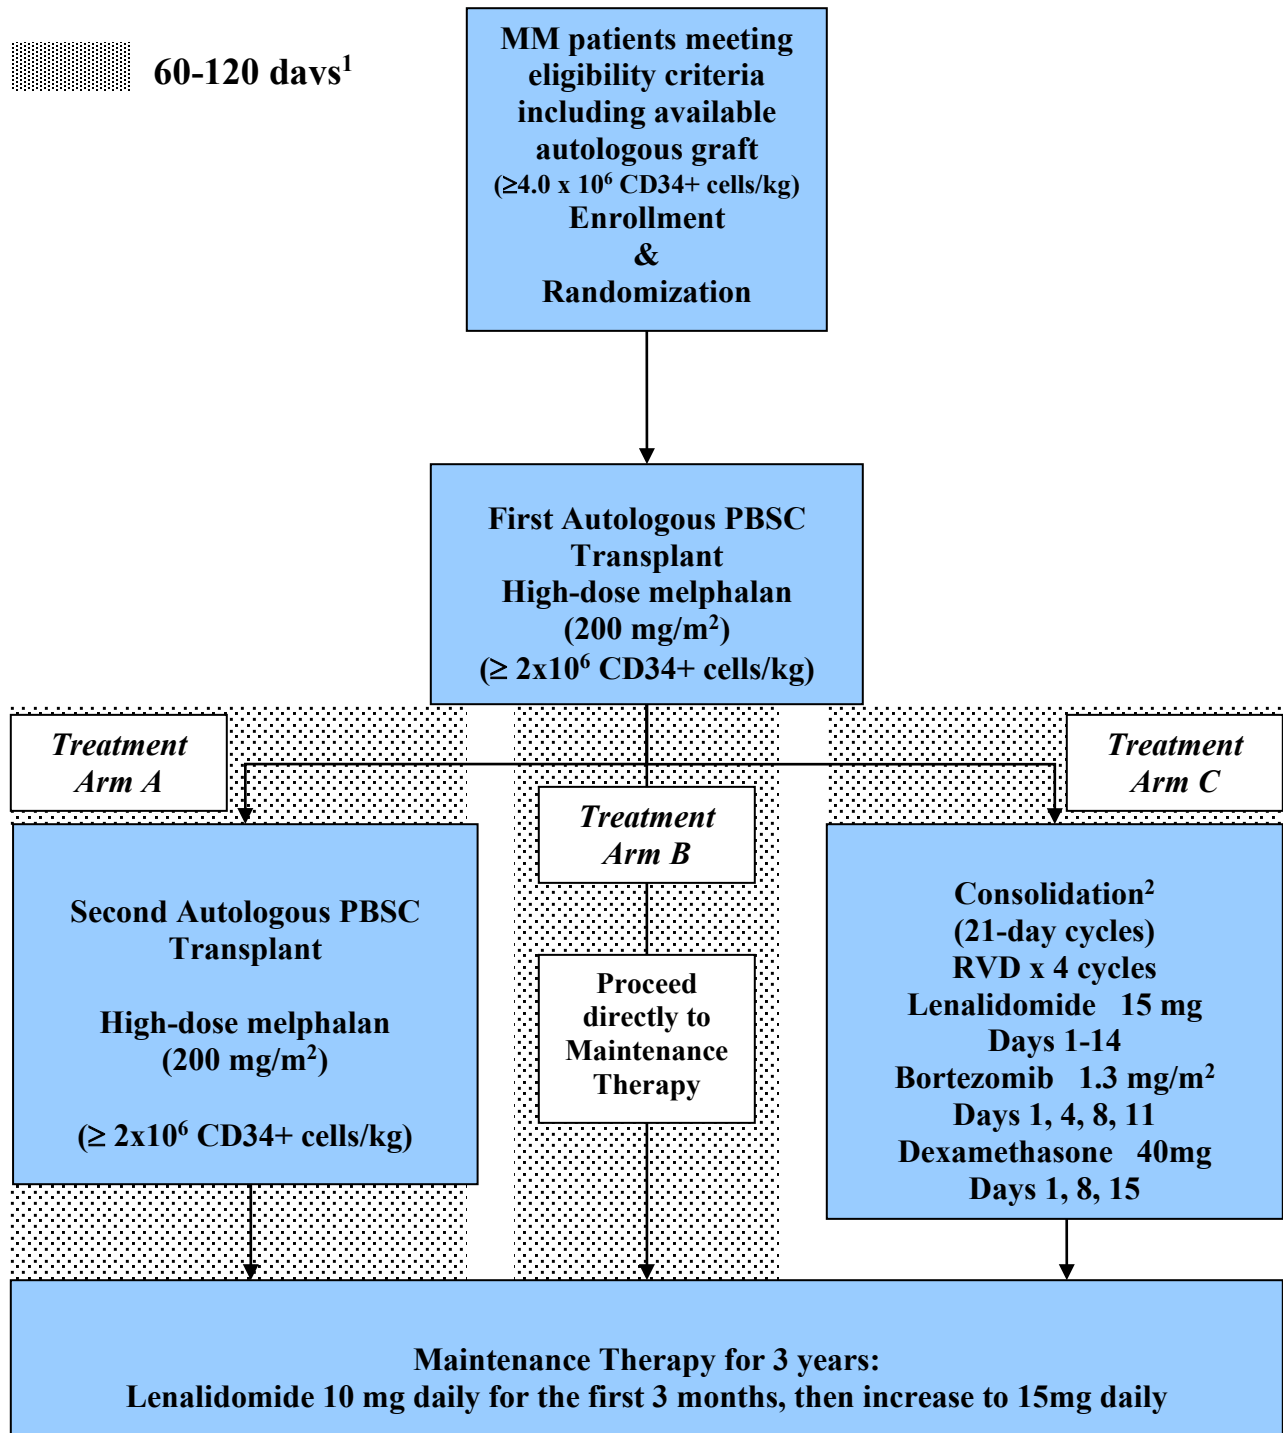 60-120 davs¹
MM patients meeting
eligibility criteria
including available
autologous graft
(≥4.0 x 10⁶ CD34+ cells/kg)
Enrollment
&
Randomization
First Autologous PBSC
Transplant
High-dose melphalan
(200 mg/m²)
(≥ 2x10⁶ CD34+ cells/kg)
Treatment
Arm A
Second Autologous PBSC
Transplant
High-dose melphalan
(200 mg/m²)
(≥ 2x10⁶ CD34+ cells/kg)
Treatment
Arm B
Proceed
directly to
Maintenance
Therapy
Treatment
Arm C
Consolidation²
(21-day cycles)
RVD x 4 cycles
Lenalidomide 15 mg
Days 1-14
Bortezomib 1.3 mg/m²
Days 1, 4, 8, 11
Dexamethasone 40mg
Days 1, 8, 15
Maintenance Therapy for 3 years:
Lenalidomide 10 mg daily for the first 3 months, then increase to 15mg daily